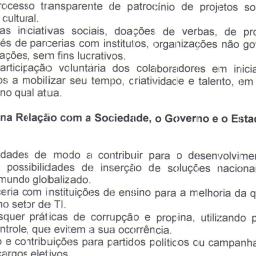 rocesso transparente de patrocínio de projetos so
cultural.
as iniciativas sociais, doações de verbas, de pro
és de parcerias com institutos, organizações não go
ações, sem fins lucrativos.
articipação voluntária dos colaboradores em inicia
os a mobilizar seu tempo, criatividade e talento, em
no qual atua.
na Relação com a Sociedade, o Governo e o Esta
dades de modo a contribuir para o desenvolvime
possibilidades de inserção de soluções naciona
mundo globalizado.
ceria com instituições de ensino para a melhoria da q
no setor de TI.
squer práticas de corrupção e propina, utilizando p
ntrole, que evitem a sua ocorrência.
o e contribuições para partidos políticos ou campanha
cargos eletivos.